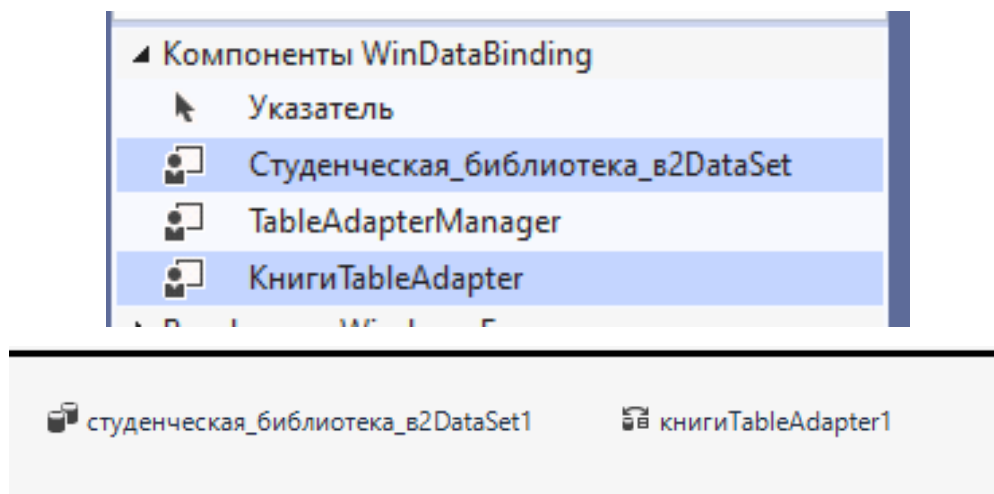 Компоненты WinDataBinding
Указатель
Студенческая_библиотека_в2DataSet
TableAdapterManager
КнигиTableAdapter
студенческая_библиотека_в2DataSet1
книгиTableAdapter1